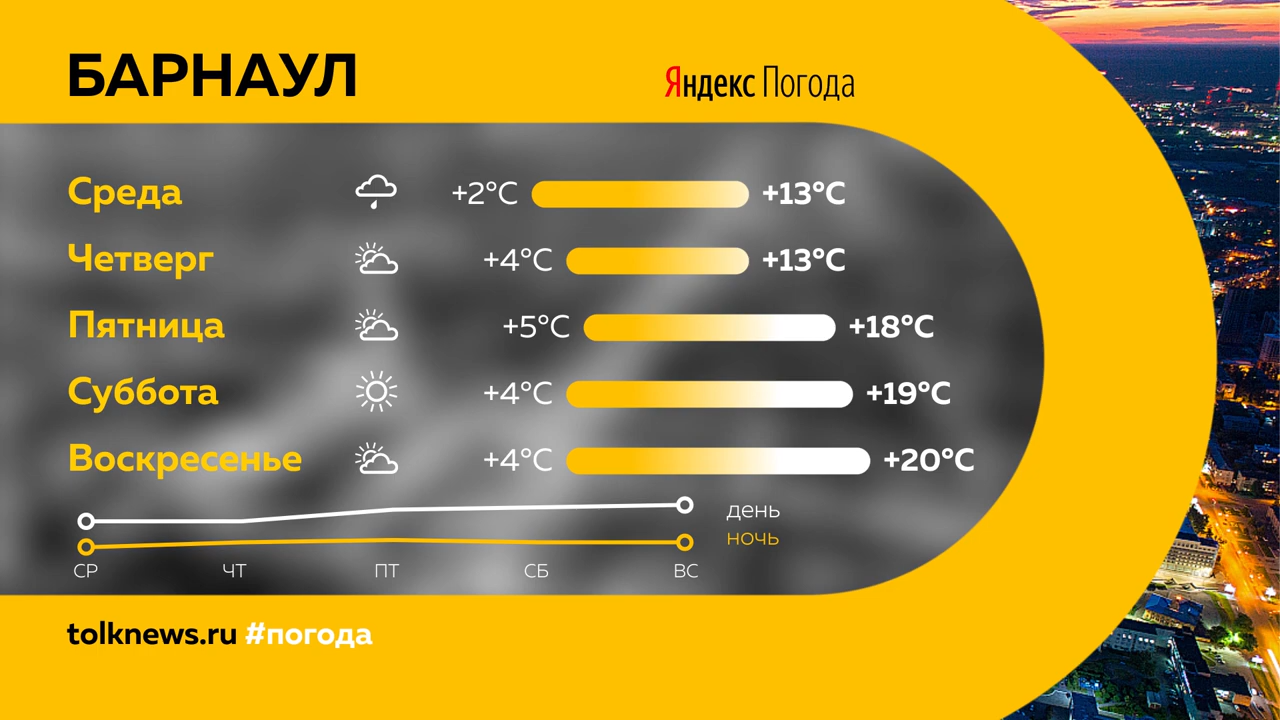 БАРНАУЛ
Яндекс Погода
Среда +2°C +13°C
Четверг +4°C +13°C
Пятница +5°C +18°C
Суббота +4°C +19°C
Воскресенье +4°C +20°C
день
ночь
СР ЧТ ПТ СБ ВС
tolknews.ru #погода